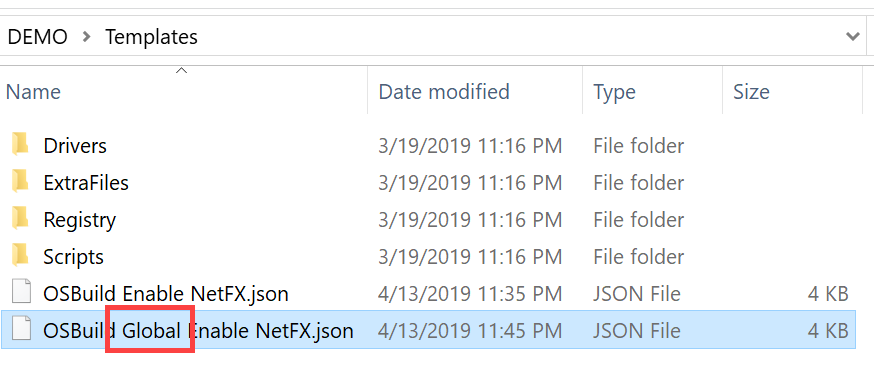 DEMO > Templates
Name Date modified Type Size
Drivers 3/19/2019 11:16 PM File folder
ExtraFiles 3/19/2019 11:16 PM File folder
Registry 3/19/2019 11:16 PM File folder
Scripts 3/19/2019 11:16 PM File folder
OSBuild Enable NetFX.json 4/13/2019 11:35 PM JSON File 4 KB
OSBuild Global Enable NetFX.json 4/13/2019 11:45 PM JSON File 4 KB